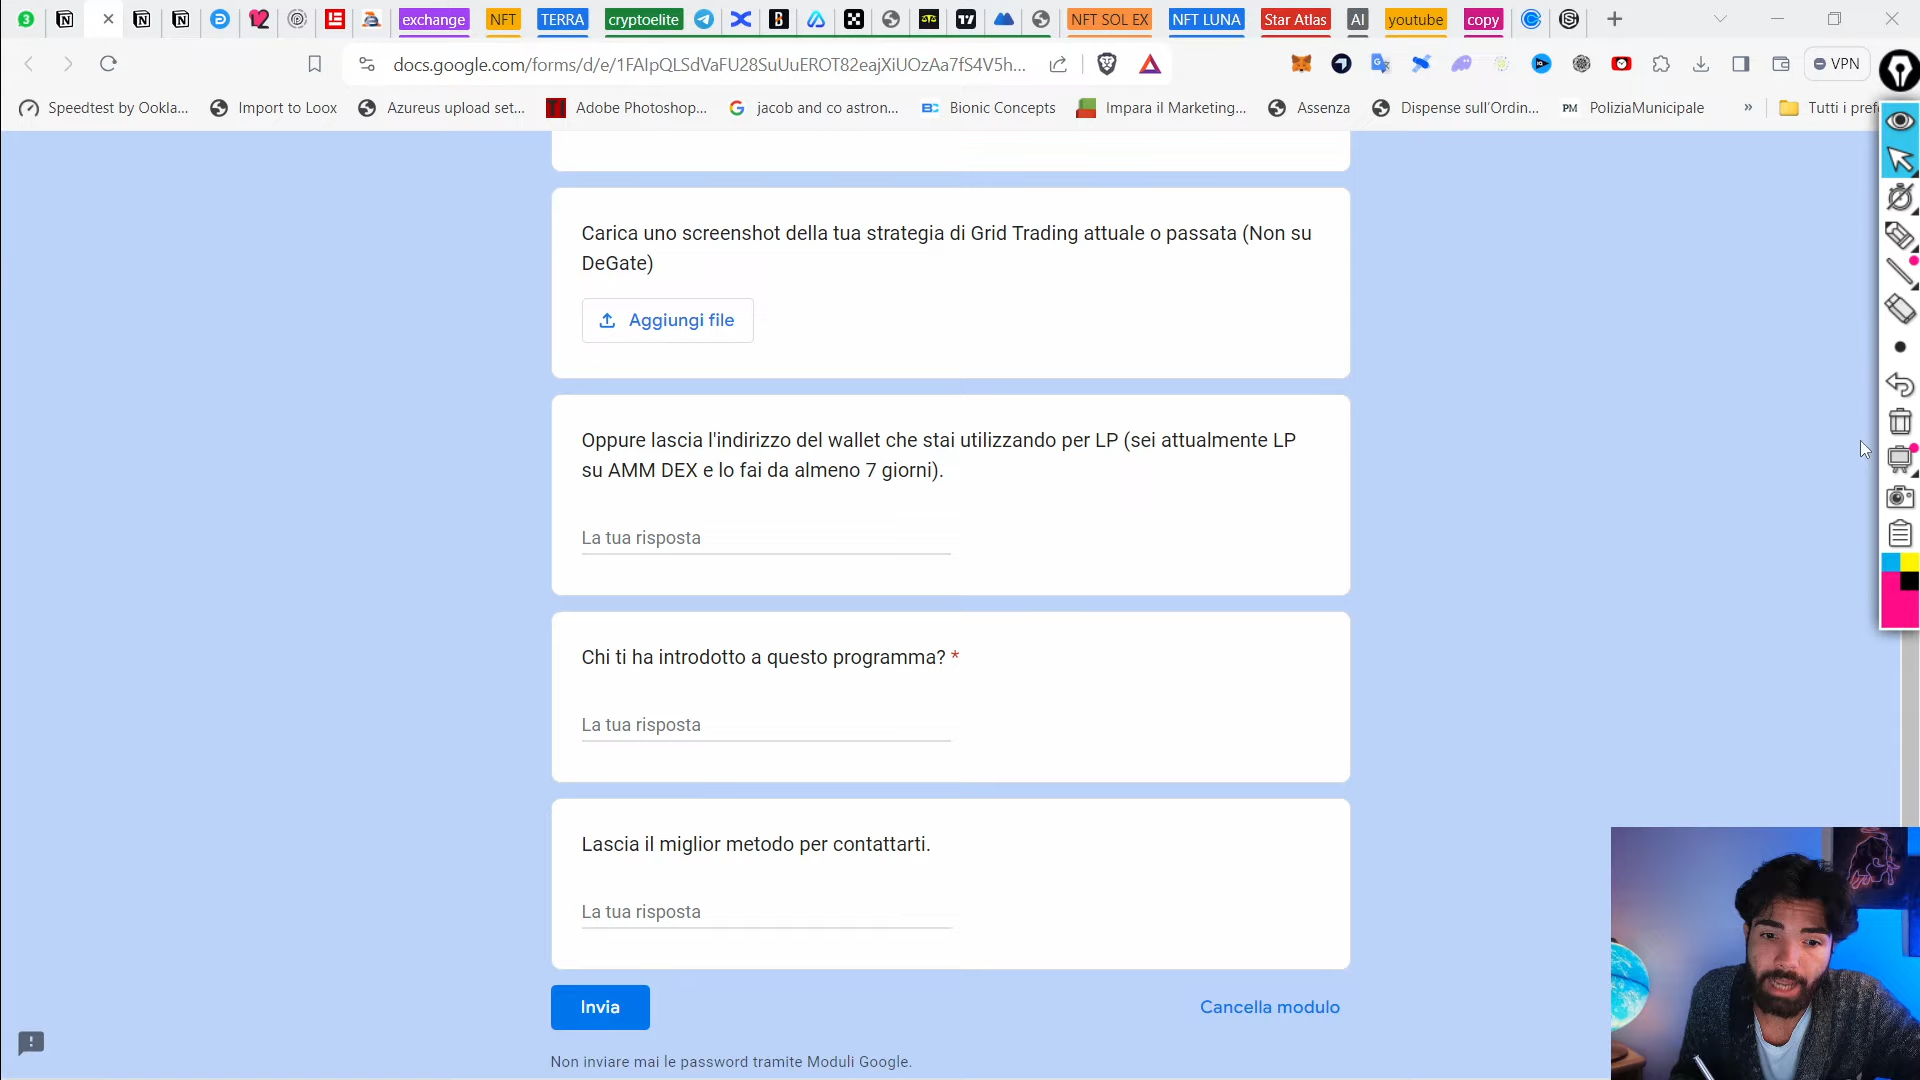 3
exchange
NFT
TERRA
cryptoelite
NFT SOL EX
NFT LUNA
Star Atlas
AI
youtube
copy
docs.google.com/forms/d/e/1FAIpQLSdVaFU28SuUuEROT82eajXiUOzAa7fS4V5h...
VPN
Speedtest by Ookla...
Import to Loox
Azureus upload set...
Adobe Photoshop...
jacob and co astron...
Bionic Concepts
Impara il Marketing...
Assenza
Dispense sull'Ordin...
PM PoliziaMunicipale
»
Tutti i pref
Carica uno screenshot della tua strategia di Grid Trading attuale o passata (Non su
DeGate)
Aggiungi file
Oppure lascia l'indirizzo del wallet che stai utilizzando per LP (sei attualmente LP
su AMM DEX e lo fai da almeno 7 giorni).
La tua risposta
Chi ti ha introdotto a questo programma? *
La tua risposta
Lascia il miglior metodo per contattarti.
La tua risposta
Invia
Cancella modulo
Non inviare mai le password tramite Moduli Google.